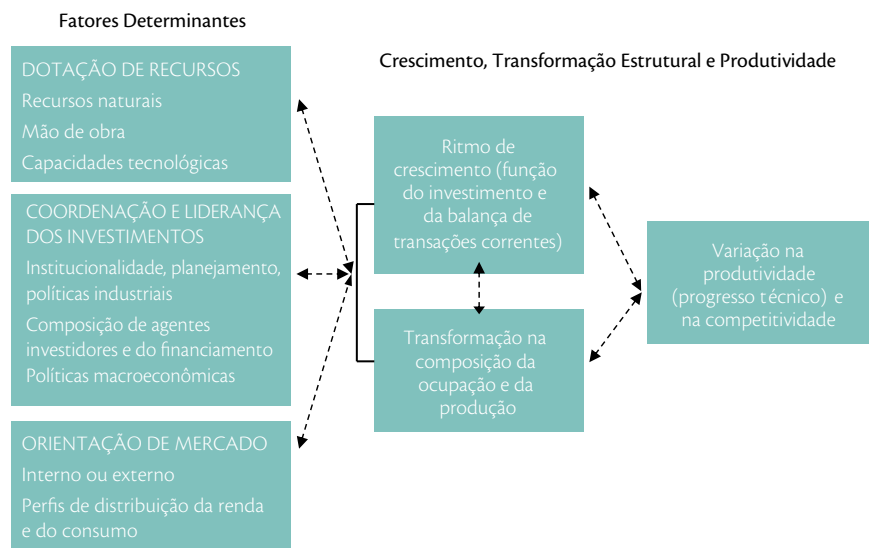 Fatores Determinantes
DOTAÇÃO DE RECURSOS
Recursos naturais
Mão de obra
Capacidades tecnológicas
COORDENAÇÃO E LIDERANÇA
DOS INVESTIMENTOS
Institucionalidade, planejamento,
políticas industriais
Composição de agentes
investidores e do financiamento
Políticas macroeconômicas
ORIENTAÇÃO DE MERCADO
Interno ou externo
Perfis de distribuição da renda
e do consumo
Crescimento, Transformação Estrutural e Produtividade
Ritmo de
crescimento (função
do investimento e
da balança de
transações correntes)
Transformação na
composição da
ocupação e da
produção
Variação na
produtividade
(progresso técnico) e
na competitividade